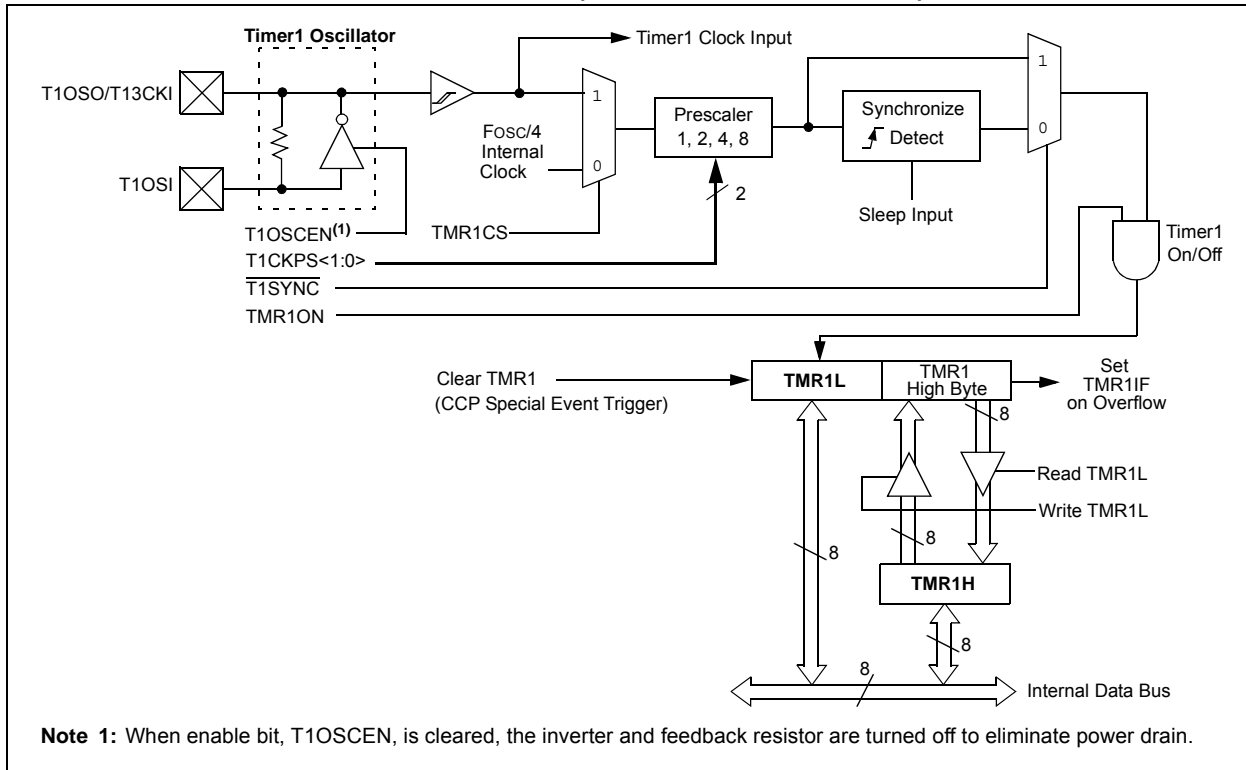 Timer1 Oscillator
Timer1 Clock Input
T1OSO/T13CKI
T1OSI
1
0
FOSC/4
Internal
Clock
Prescaler
1, 2, 4, 8
2
Synchronize
Detect
Sleep Input
1
0
T1OSCEN(1)
TMR1CS
T1CKPS<1:0>
T1SYNC
TMR1ON
Timer1
On/Off
Clear TMR1
(CCP Special Event Trigger)
TMR1L
TMR1
High Byte
Set
TMR1IF
on Overflow
8
Read TMR1L
Write TMR1L
8
8
TMR1H
8
8
Internal Data Bus
Note 1: When enable bit, T1OSCEN, is cleared, the inverter and feedback resistor are turned off to eliminate power drain.